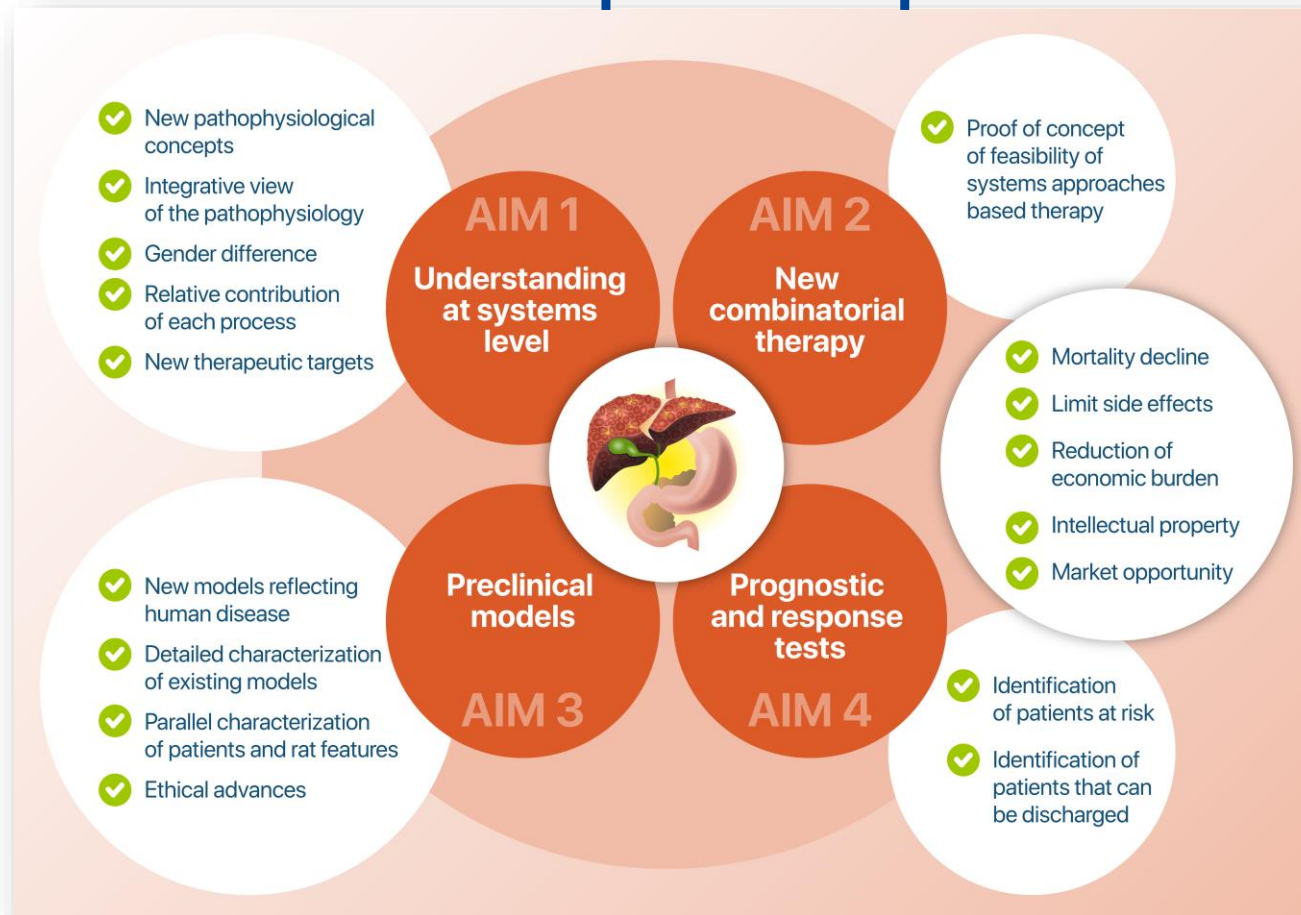 New pathophysiological
concepts
Integrative view
of the pathophysiology
Gender difference
Relative contribution
of each process
New therapeutic targets
AIM 1
Understanding
at systems
level
AIM 2
New
combinatorial
therapy
Proof of concept
of feasibility of
systems approaches
based therapy
Mortality decline
Limit side effects
Reduction of
economic burden
Intellectual property
Market opportunity
New models reflecting
human disease
Detailed characterization
of existing models
Parallel characterization
of patients and rat features
Ethical advances
Preclinical
models
AIM 3
Prognostic
and response
tests
AIM 4
Identification
of patients at risk
Identification of
patients that can
be discharged